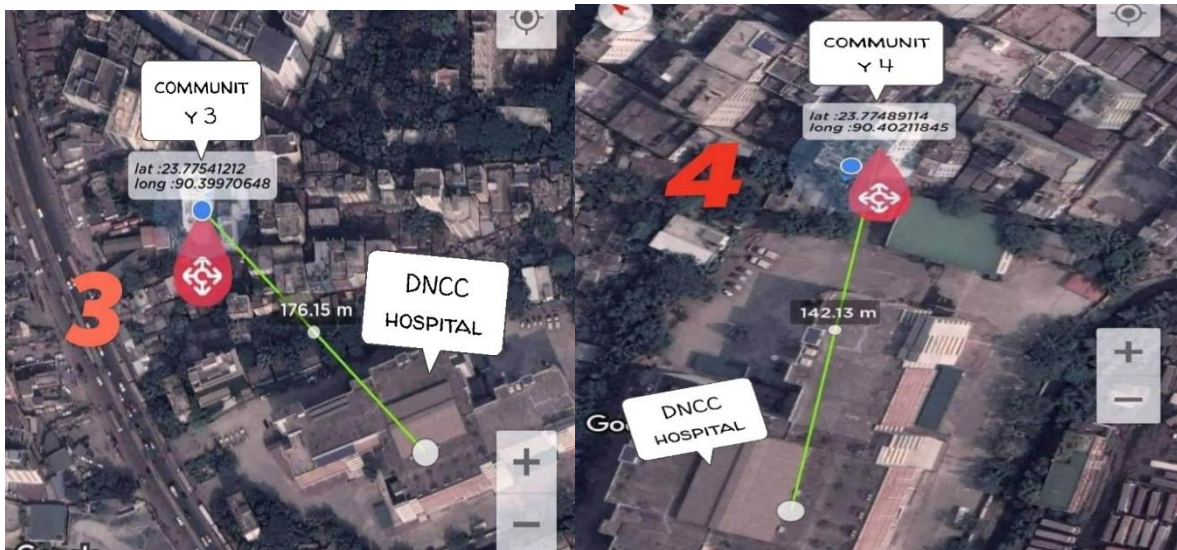 COMMUNIT
Y 3
lat :23.77541212
long :90.39970648
3
176.15 m
DNCC
HOSPITAL
+
−
COMMUNIT
Y 4
lat :23.77489114
long :90.40211845
4
142.13 m
DNCC
HOSPITAL
+
−